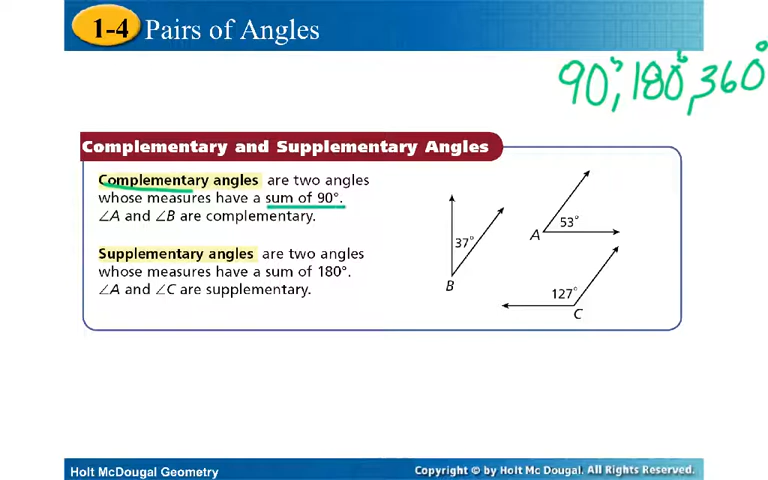 1-4 Pairs of Angles
90°, 180°, 360°
Complementary and Supplementary Angles
Complementary angles are two angles
whose measures have a sum of 90°.
∠A and ∠B are complementary.
Supplementary angles are two angles
whose measures have a sum of 180°.
∠A and ∠C are supplementary.
37°
B
53°
A
127°
C
Holt McDougal Geometry
Copyright © by Holt Mc Dougal. All Rights Reserved.